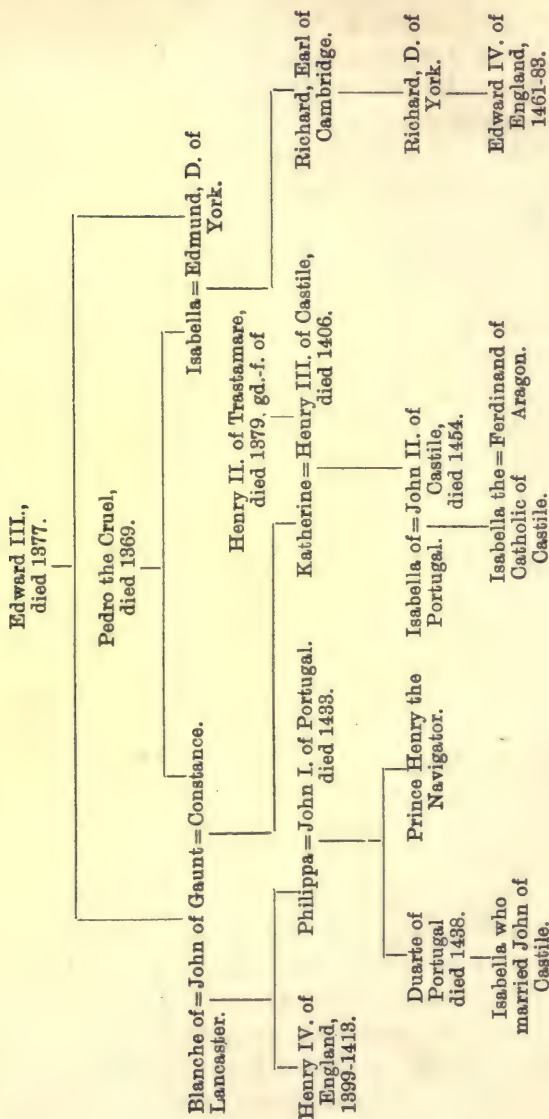 Edward III.,
died 1377.
Pedro the Cruel,
died 1369.
Blanche of = John of Gaunt = Constance.
Lancaster.
Isabella = Edmund, D. of
York.
Henry II. of Trastamare,
died 1379. gd.-f. of
Henry IV. of
England,
1399-1413.
Philippa = John I. of Portugal.
died 1433.
Katherine = Henry III. of Castile,
died 1406.
Richard, Earl of
Cambridge.
Duarte of
Portugal
died 1438.
Prince Henry the
Navigator.
Isabella of = John II. of
Portugal.
Castile,
died 1454.
Richard, D. of
York.
Isabella who
married John of
Castile.
Isabella the = Ferdinand of
Catholic of
Aragon.
Castile.
Edward IV. of
England,
1461-83.